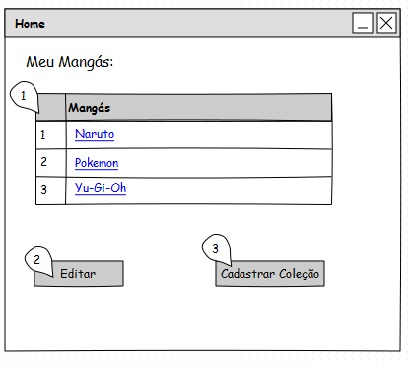 Home
Meu Mangás:
1
Mangás
1 Naruto
2 Pokemon
3 Yu-Gi-Oh
2
Editar
3
Cadastrar Coleção